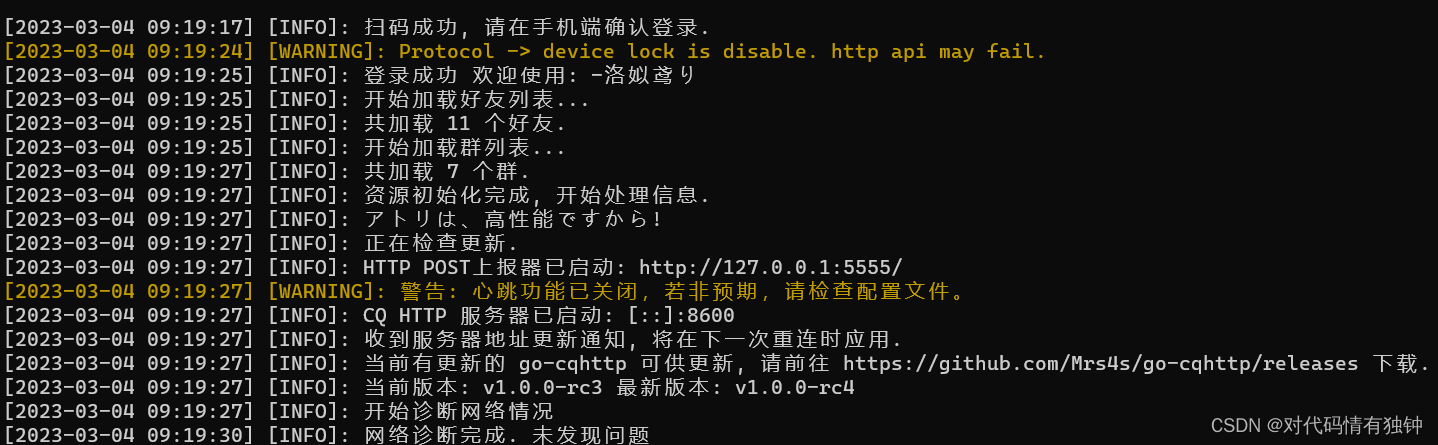 [2023-03-04 09:19:17] [INFO]: 扫码成功, 请在手机端确认登录.
[2023-03-04 09:19:24] [WARNING]: Protocol -> device lock is disable. http api may fail.
[2023-03-04 09:19:25] [INFO]: 登录成功 欢迎使用: -洛姒鸢り
[2023-03-04 09:19:25] [INFO]: 开始加载好友列表...
[2023-03-04 09:19:25] [INFO]: 共加载 11 个好友.
[2023-03-04 09:19:25] [INFO]: 开始加载群列表...
[2023-03-04 09:19:27] [INFO]: 共加载 7 个群.
[2023-03-04 09:19:27] [INFO]: 资源初始化完成, 开始处理信息.
[2023-03-04 09:19:27] [INFO]: アトリは、高性能ですから!
[2023-03-04 09:19:27] [INFO]: 正在检查更新.
[2023-03-04 09:19:27] [INFO]: HTTP POST上报器已启动: http://127.0.0.1:5555/
[2023-03-04 09:19:27] [WARNING]: 警告: 心跳功能已关闭，若非预期，请检查配置文件。
[2023-03-04 09:19:27] [INFO]: CQ HTTP 服务器已启动: [::]:8600
[2023-03-04 09:19:27] [INFO]: 收到服务器地址更新通知, 将在下一次重连时应用.
[2023-03-04 09:19:27] [INFO]: 当前有更新的 go-cqhttp 可供更新, 请前往 https://github.com/Mrs4s/go-cqhttp/releases 下载.
[2023-03-04 09:19:27] [INFO]: 当前版本: v1.0.0-rc3 最新版本: v1.0.0-rc4
[2023-03-04 09:19:27] [INFO]: 开始诊断网络情况
[2023-03-04 09:19:30] [INFO]: 网络诊断完成. 未发现问题
CSDN @对代码情有独钟